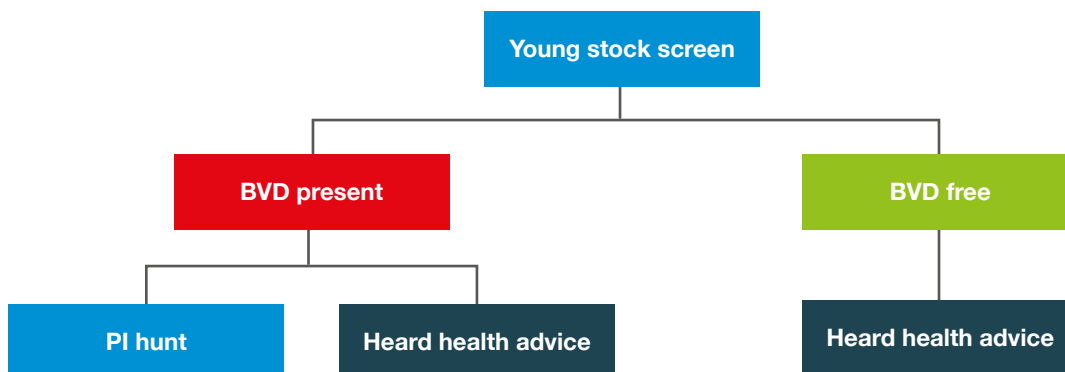 Young stock screen
BVD present
BVD free
PI hunt
Heard health advice
Heard health advice